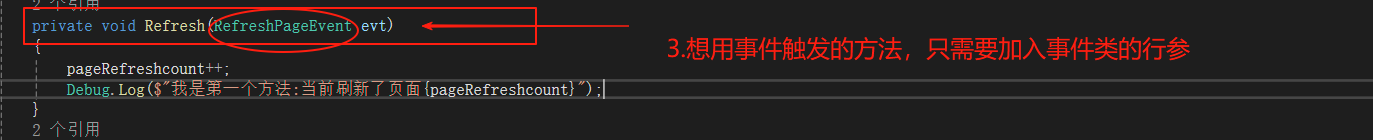 2 个引用
private void Refresh(RefreshPageEvent evt)
{
3.想用事件触发的方法，只需要加入事件类的行参
pageRefreshcount++;
Debug.Log($"我是第一个方法:当前刷新了页面{pageRefreshcount}");
}
2 个引用